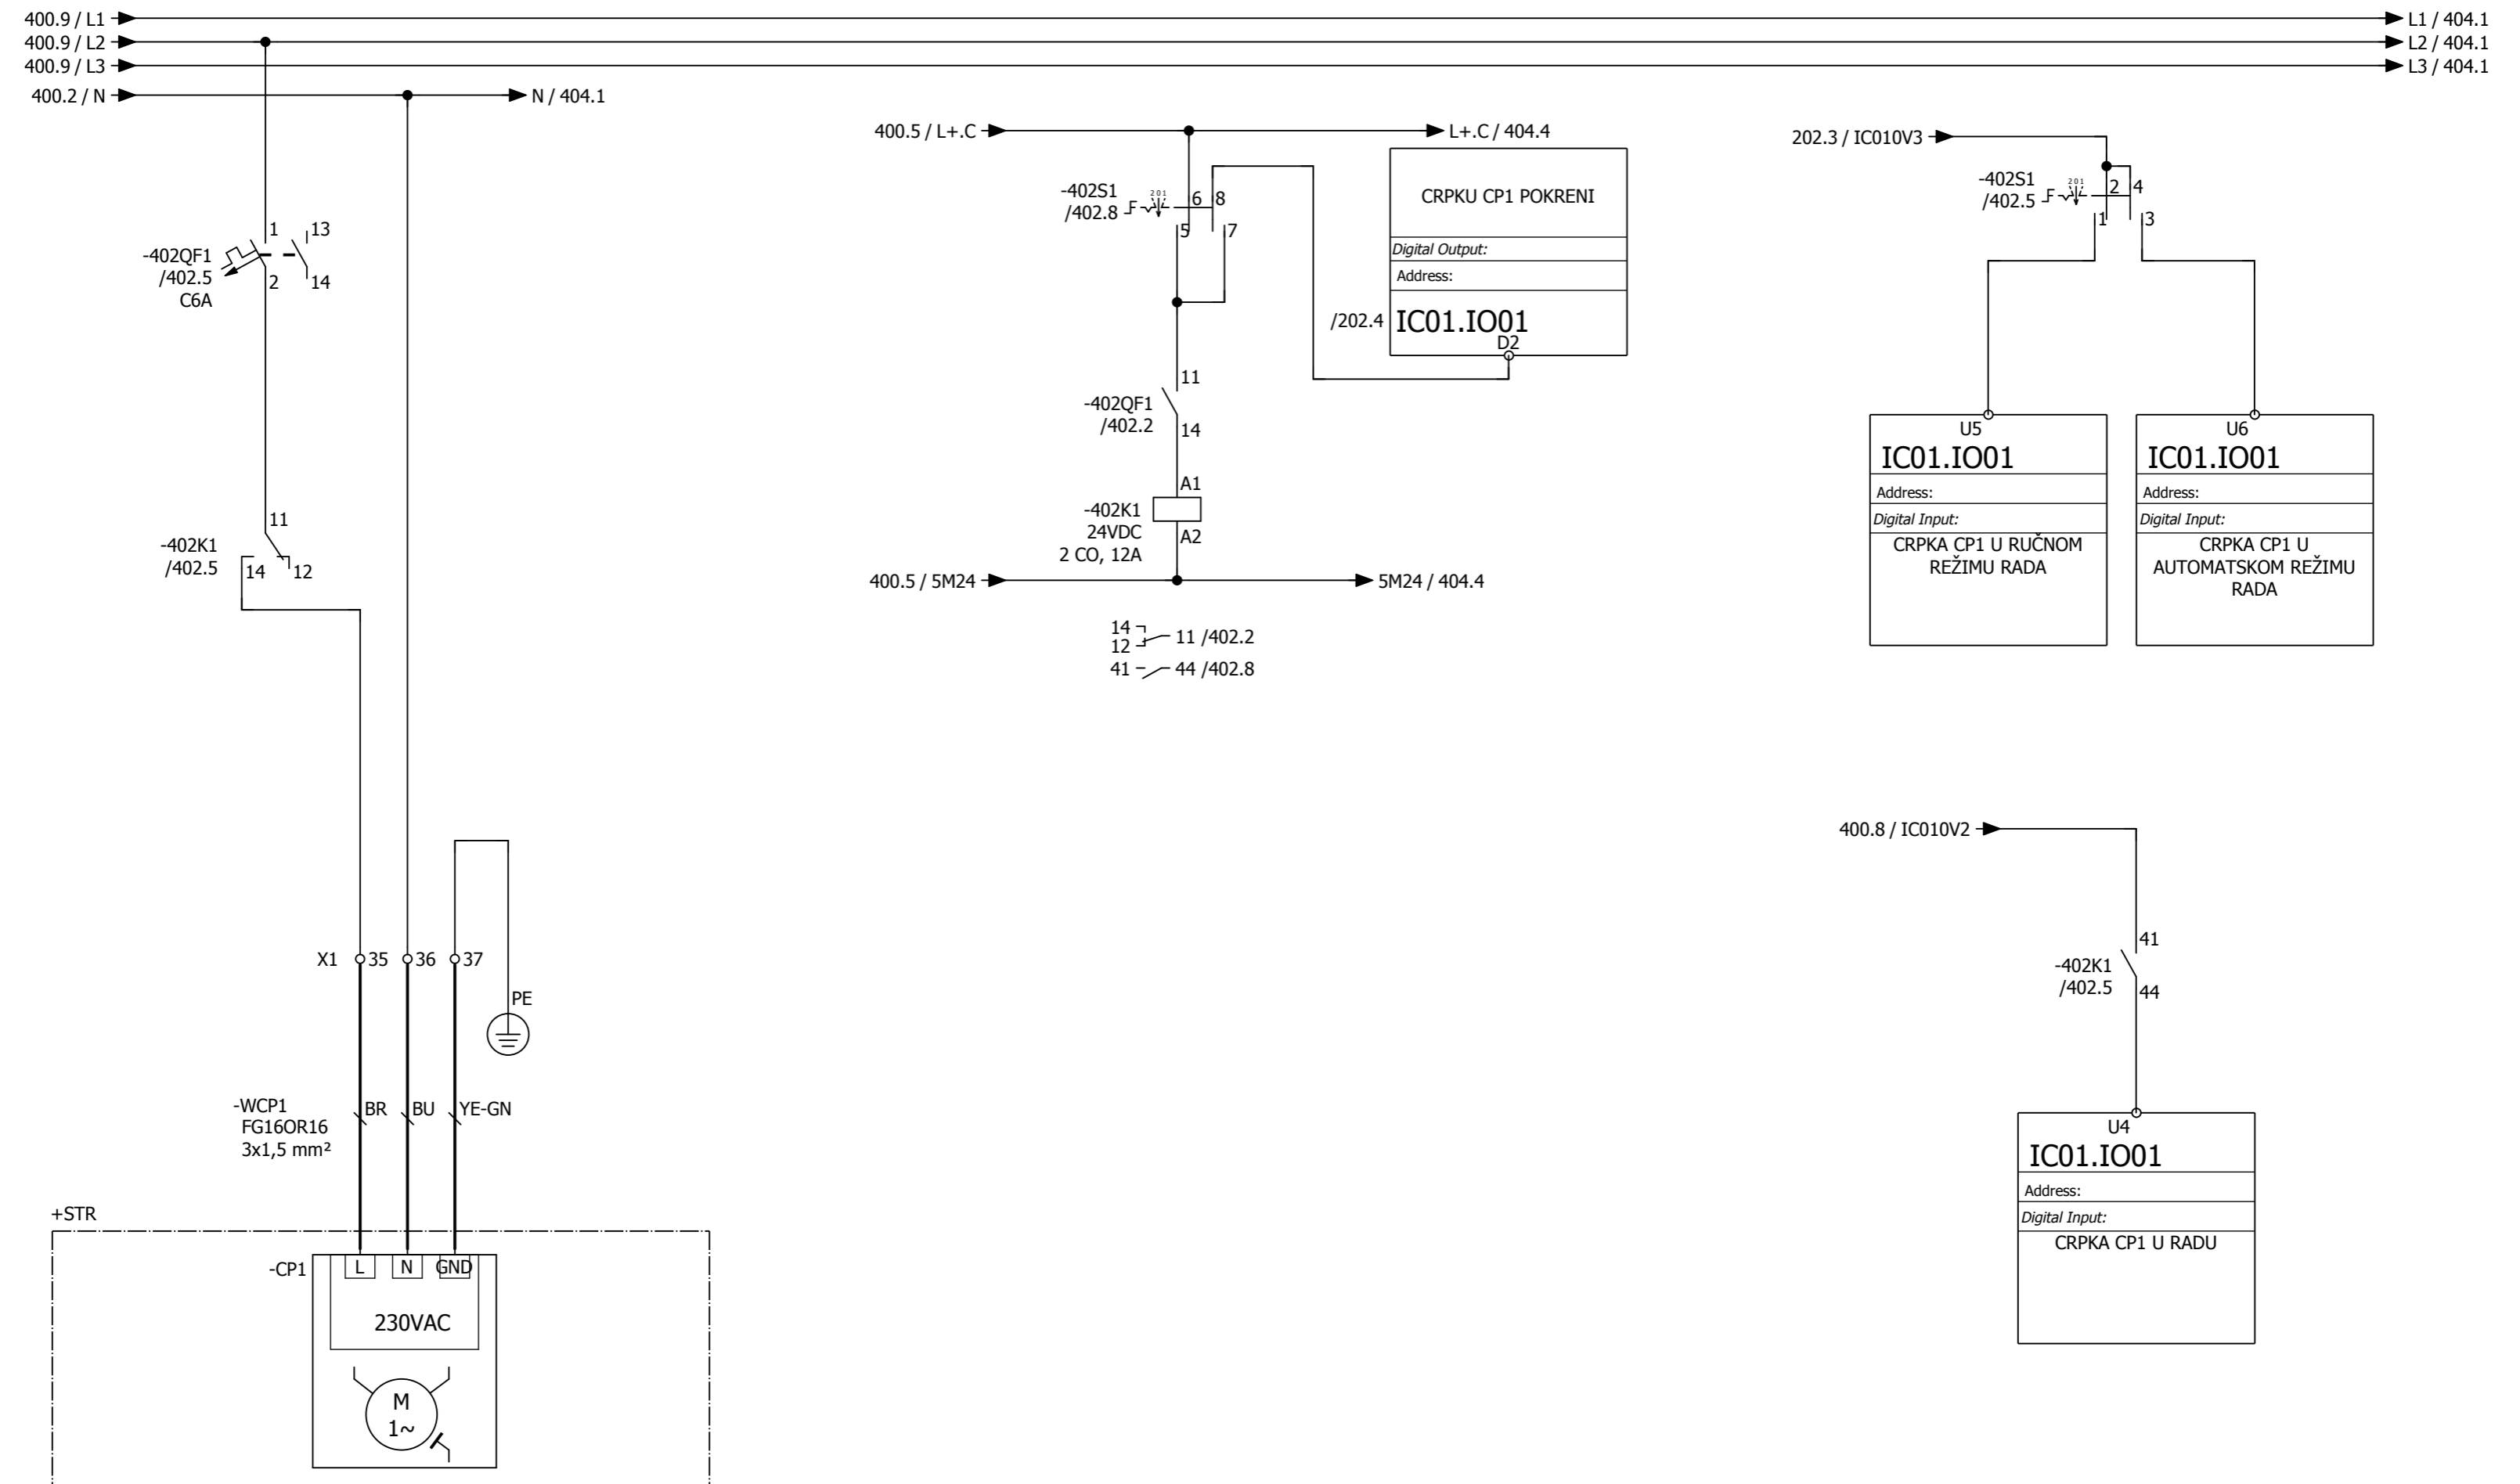 400.9 / L1
L1 / 404.1
400.9 / L2
L2 / 404.1
400.9 / L3
L3 / 404.1
400.2 / N
N / 404.1
1
13
-402QF1
/402.5
C6A
2
14
11
-402K1
/402.5
14
12
X1
35
36
37
PE
-WCP1
FG16OR16
3x1,5 mm²
BR
BU
YE-GN
+STR
-CP1
L
N
GND
230VAC
M
1~
400.5 / L+.C
L+.C / 404.4
-402S1
/402.8
2 0 1
6
8
5
7
CRPKU CP1 POKRENI
Digital Output:
Address:
/202.4
IC01.IO01
D2
11
-402QF1
/402.2
14
A1
-402K1
24VDC
2 CO, 12A
A2
400.5 / 5M24
5M24 / 404.4
14
12
11 /402.2
41
44 /402.8
202.3 / IC010V3
-402S1
/402.5
2 0 1
2
4
1
3
U5
IC01.IO01
Address:
Digital Input:
CRPKA CP1 U RUČNOM
REŽIMU RADA
U6
IC01.IO01
Address:
Digital Input:
CRPKA CP1 U
AUTOMATSKOM REŽIMU
RADA
400.8 / IC010V2
41
-402K1
/402.5
44
U4
IC01.IO01
Address:
Digital Input:
CRPKA CP1 U RADU